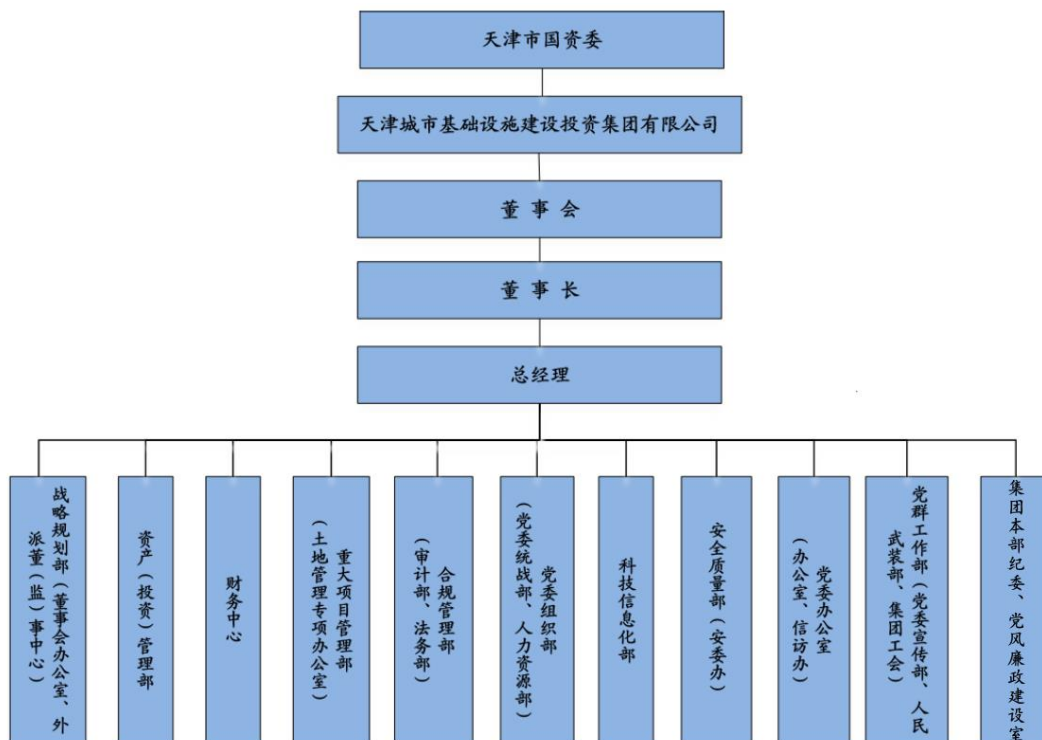 天津市国资委
天津城市基础设施建设投资集团有限公司
董 事 会
董 事 长
总经理
战略规划部（董事会办公室、外
派董（监）事中心）
资产（投资）管理部
财务中心
重大项目管理部
（土地管理专项办公室）
合规管理部
（审计部、法务部）
党委组织部
（党委统战部、人力资源部）
科技信息化部
安全质量部（安委办）
党委办公室
（办公室、信访办）
党群工作部（党委宣传部、人民
武装部、集团工会）
集团本部纪委、党风廉政建设室